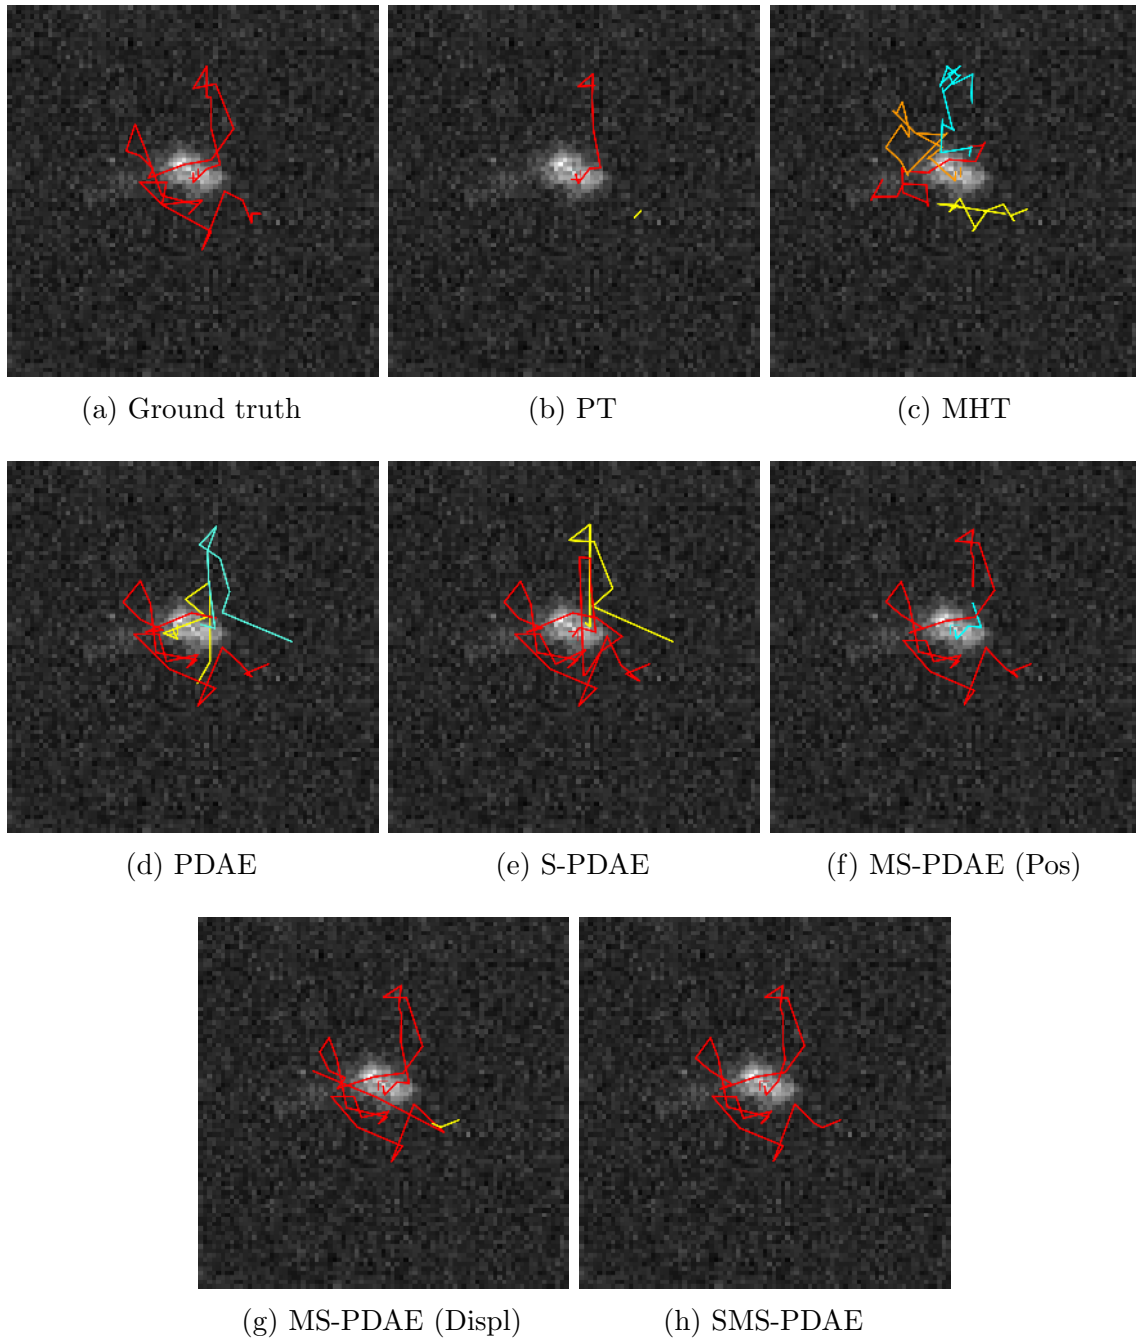 (a) Ground truth
(b) PT
(c) MHT
(d) PDAE
(e) S-PDAE
(f) MS-PDAE (Pos)
(g) MS-PDAE (Displ)
(h) SMS-PDAE